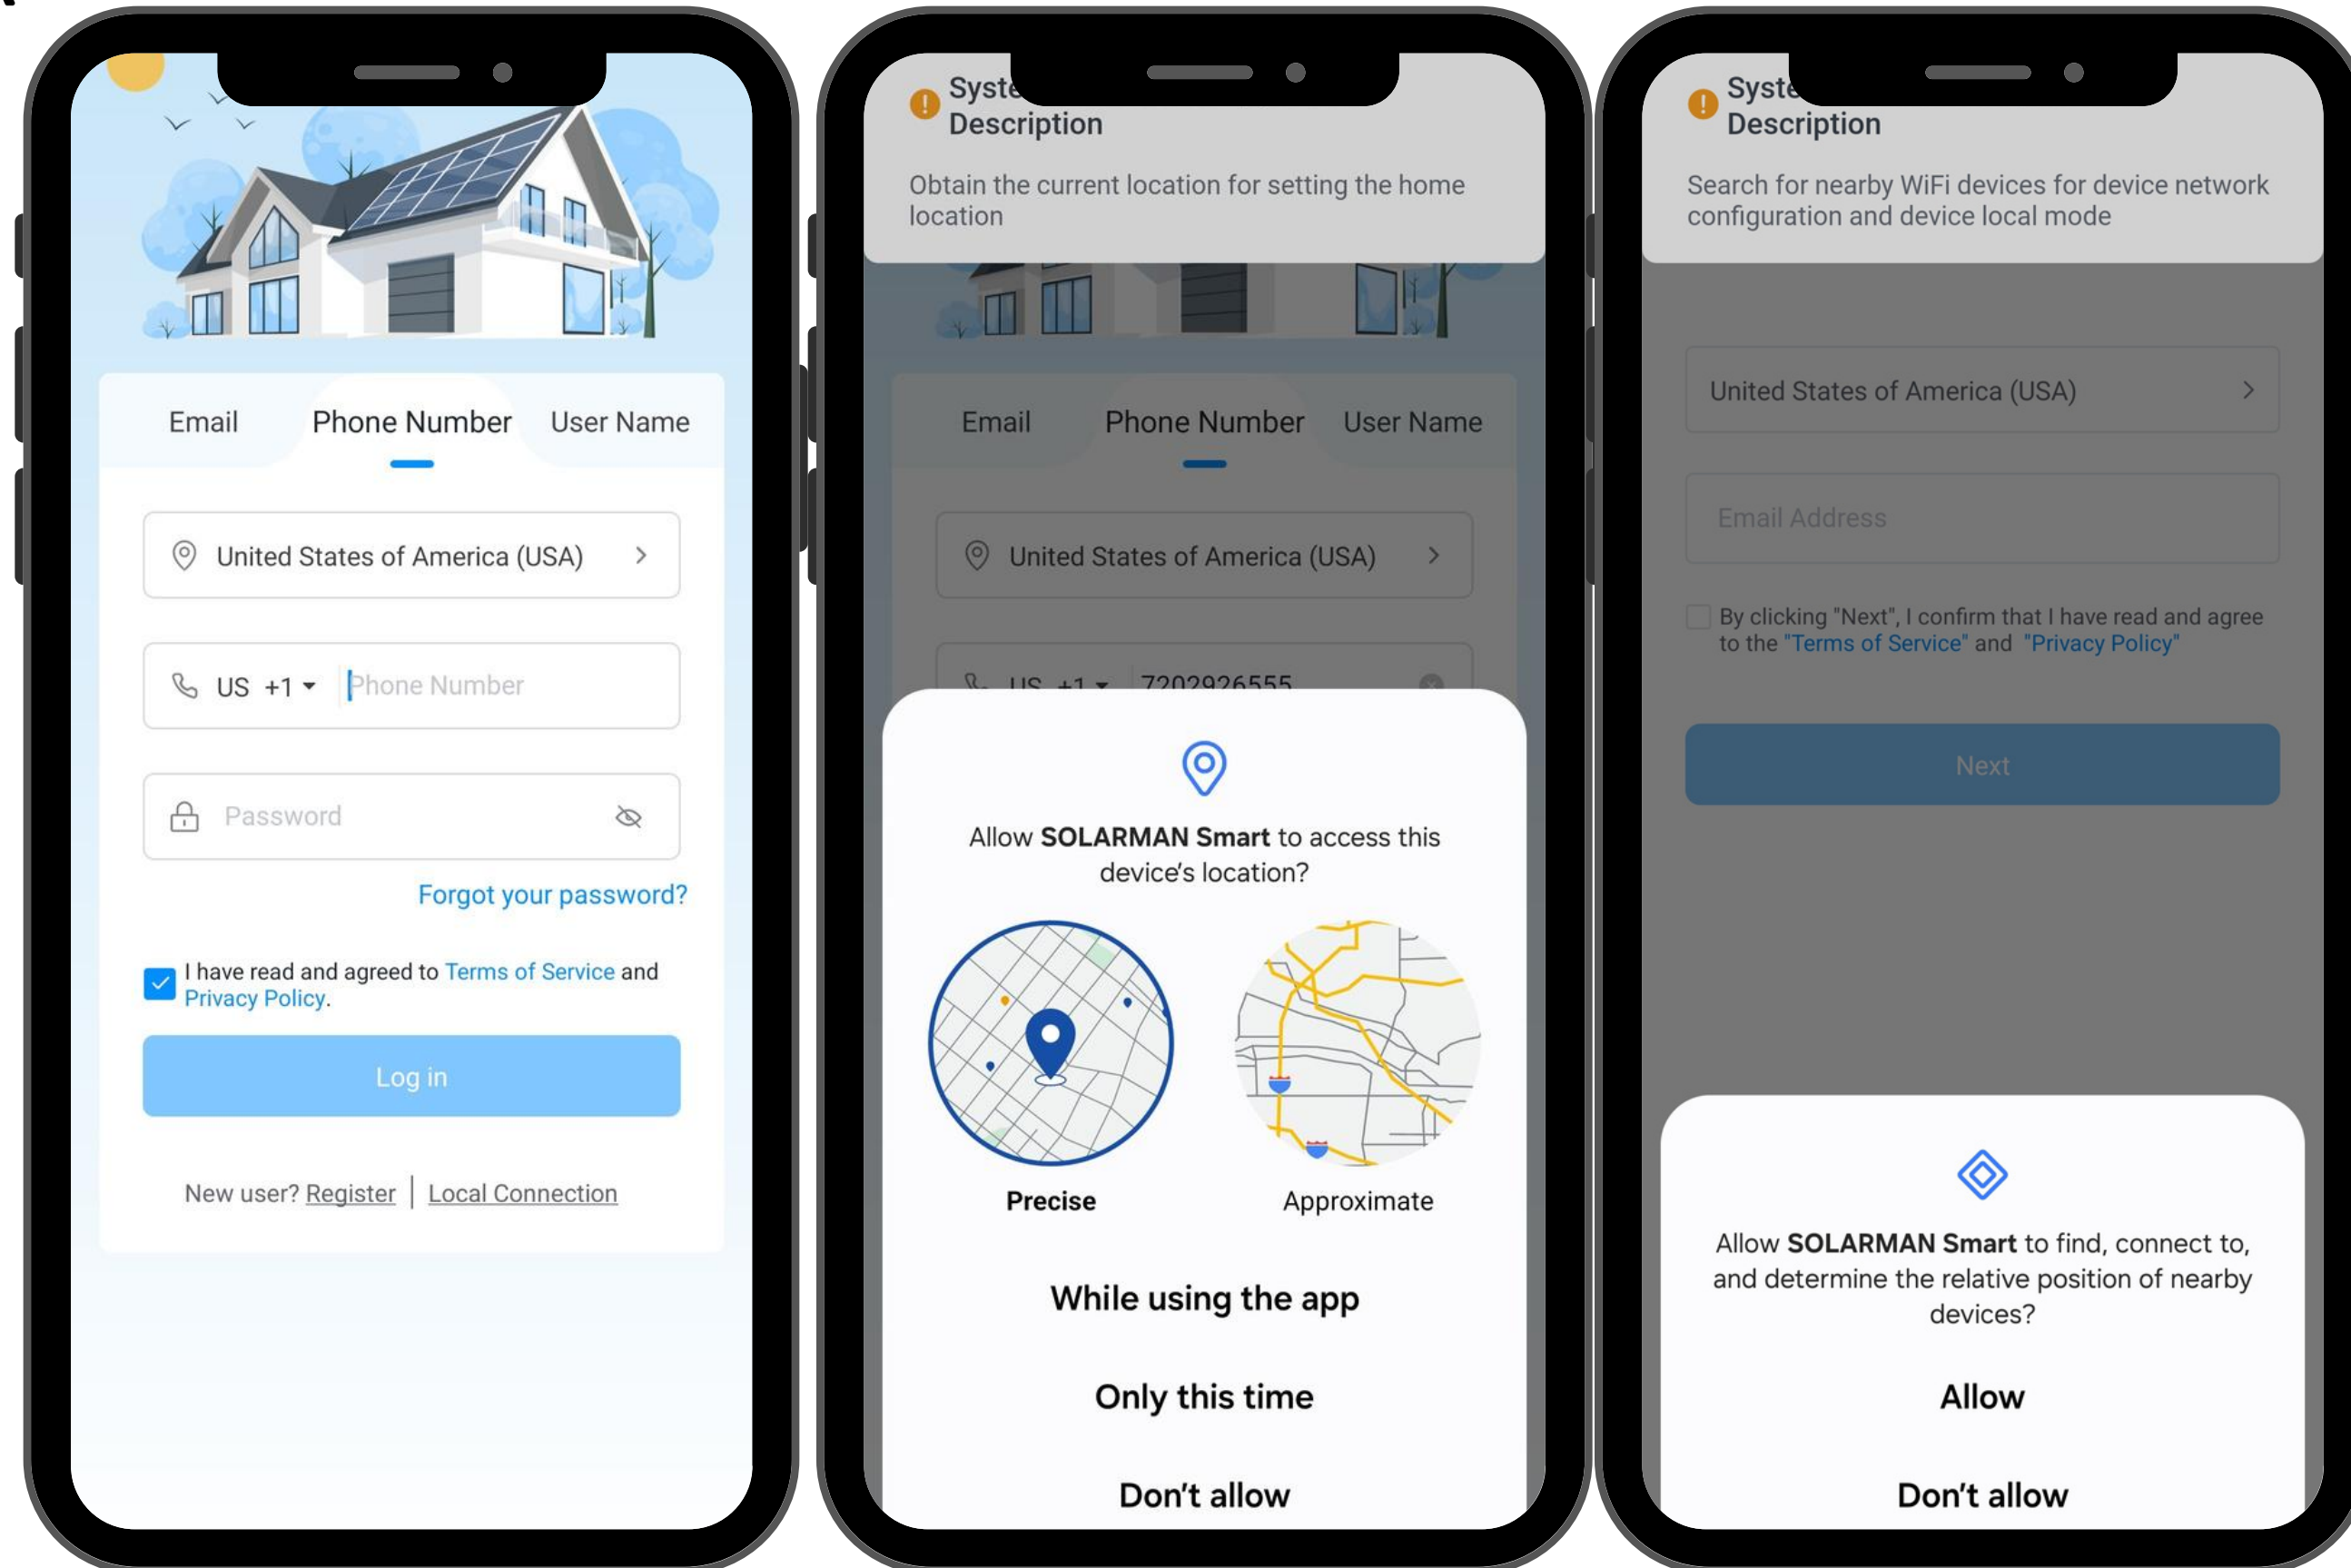 Email
Phone Number
User Name
United States of America (USA)
US +1
Phone Number
Password
Forgot your password?
I have read and agreed to Terms of Service and
Privacy Policy.
Log in
New user? Register | Local Connection
Description
Obtain the current location for setting the home
location
Email
Phone Number
User Name
United States of America (USA)
US +1
7202926555
Allow SOLARMAN Smart to access this
device's location?
Precise
Approximate
While using the app
Only this time
Don't allow
Description
Search for nearby WiFi devices for device network
configuration and device local mode
United States of America (USA)
Email Address
By clicking "Next", I confirm that I have read and agree
to the "Terms of Service" and "Privacy Policy"
Next
Allow SOLARMAN Smart to find, connect to,
and determine the relative position of nearby
devices?
Allow
Don't allow